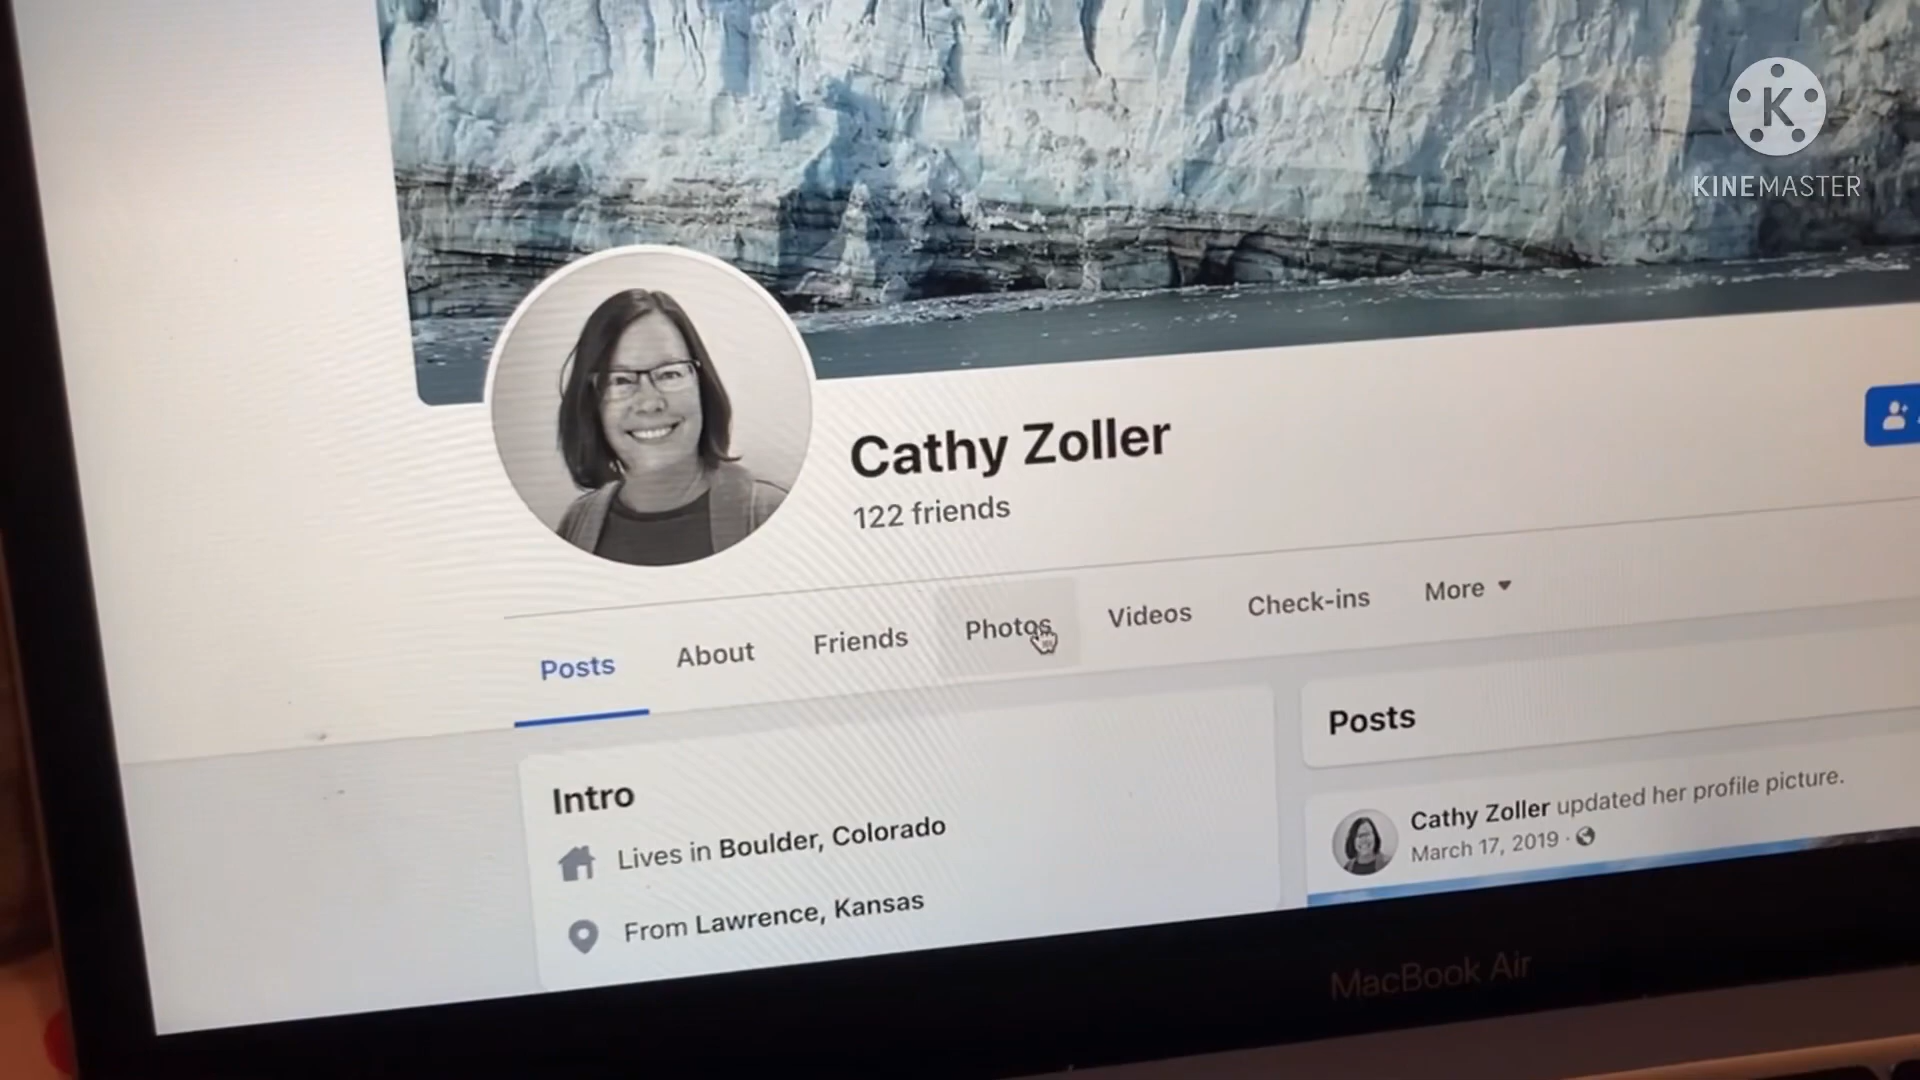 K
KINEMASTER
Cathy Zoller
122 friends
Posts
About
Friends
Photos
Videos
Check-ins
More
Intro
Lives in Boulder, Colorado
From Lawrence, Kansas
Posts
Cathy Zoller updated her profile picture.
March 17, 2019 ·
MacBook Air